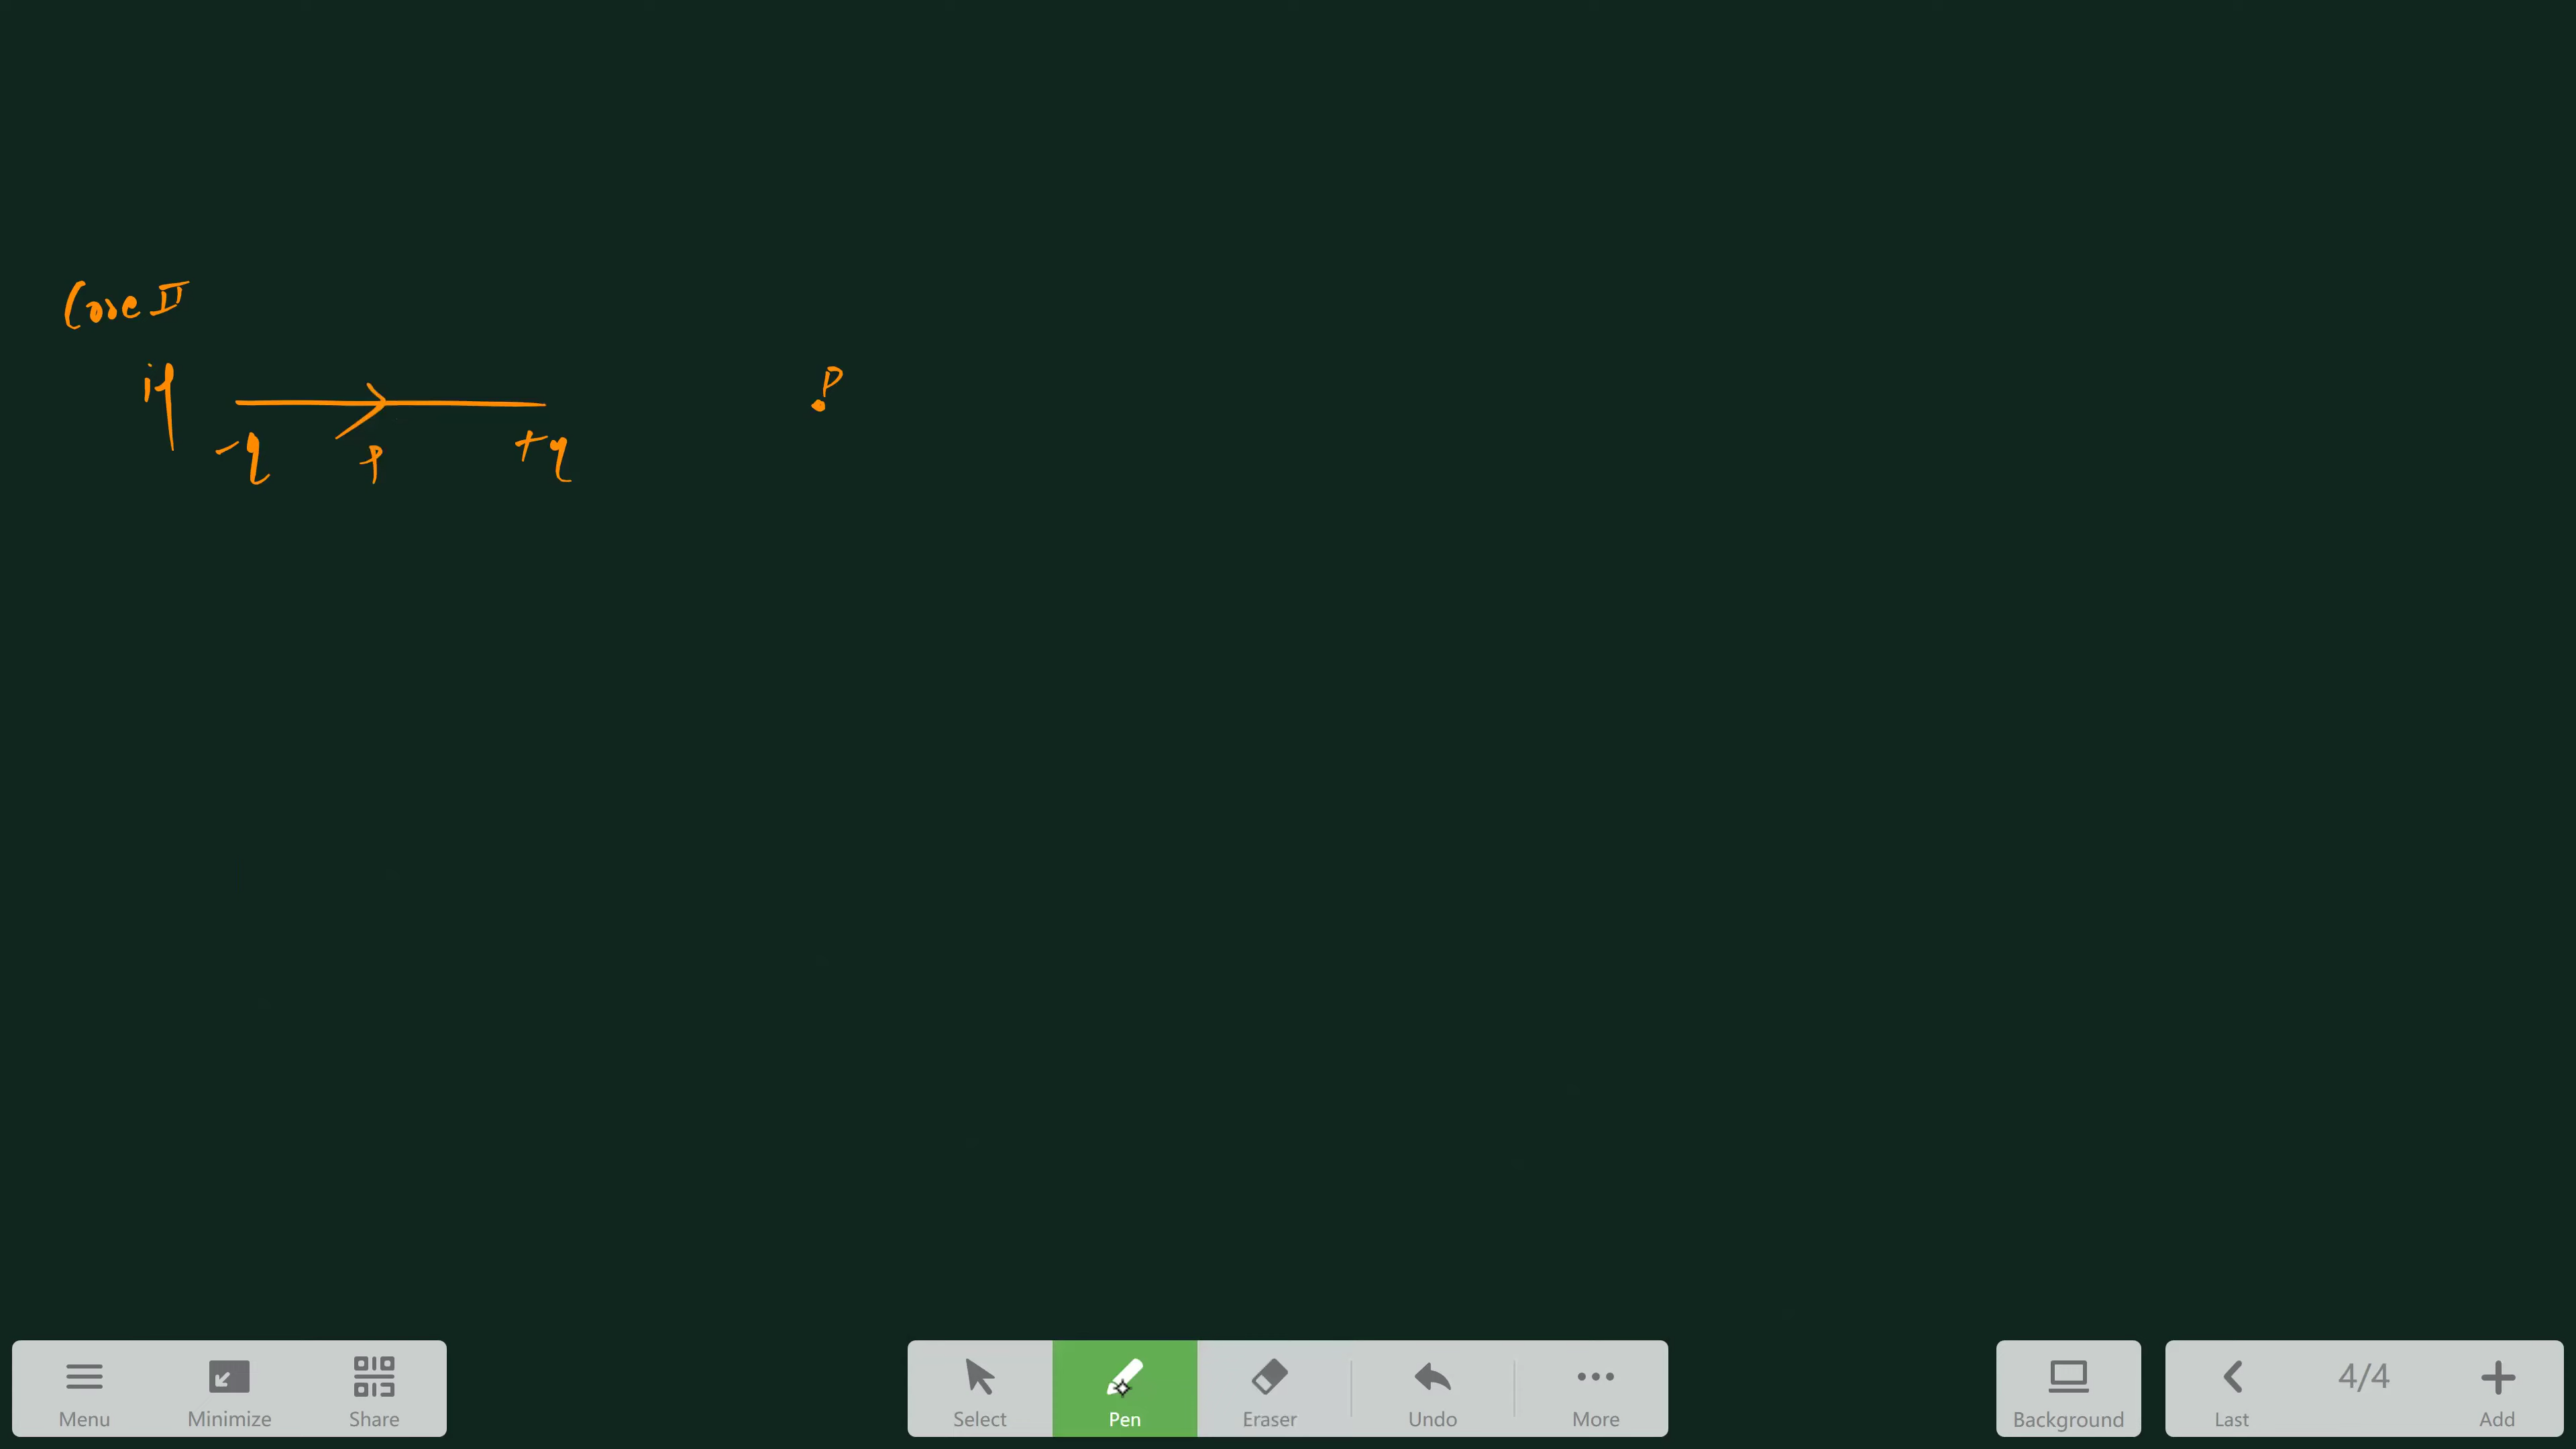 Case II
P
if
-q p +q
Menu Minimize Share Select Pen Eraser Undo More Background Last 4/4 Add